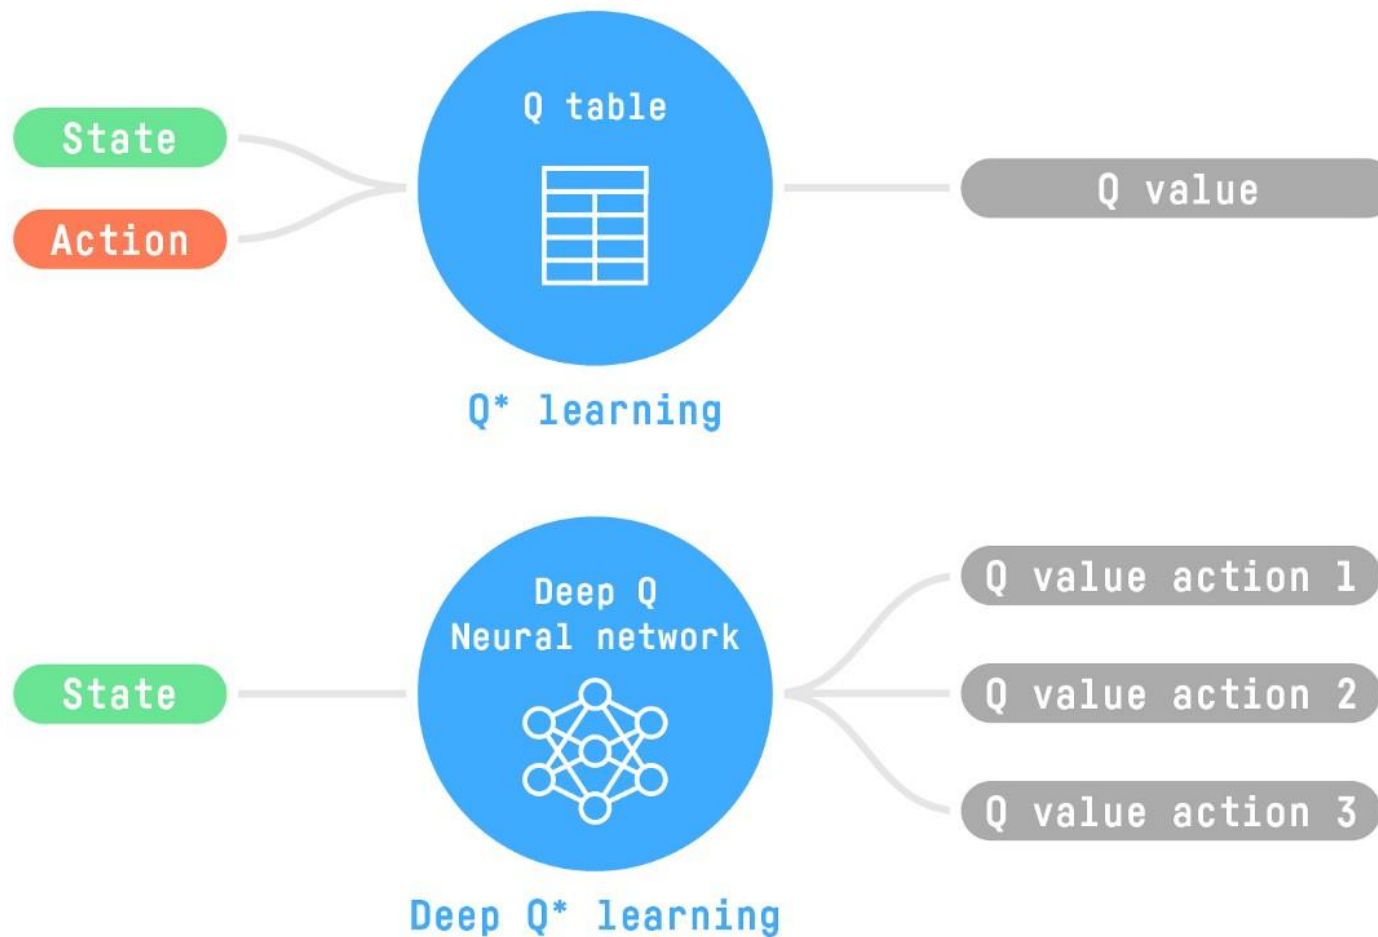 Q table
State
Action
Q value
Q* learning
Deep Q
Neural network
State
Q value action 1
Q value action 2
Q value action 3
Deep Q* learning